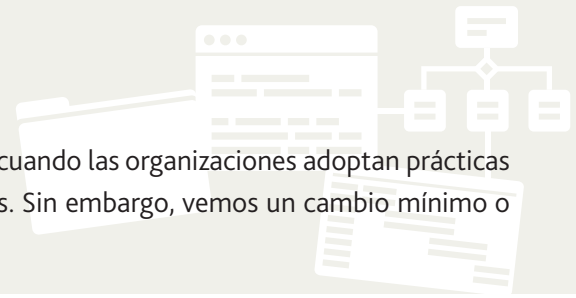 cuando las organizaciones adoptan prácticas
s. Sin embargo, vemos un cambio mínimo o